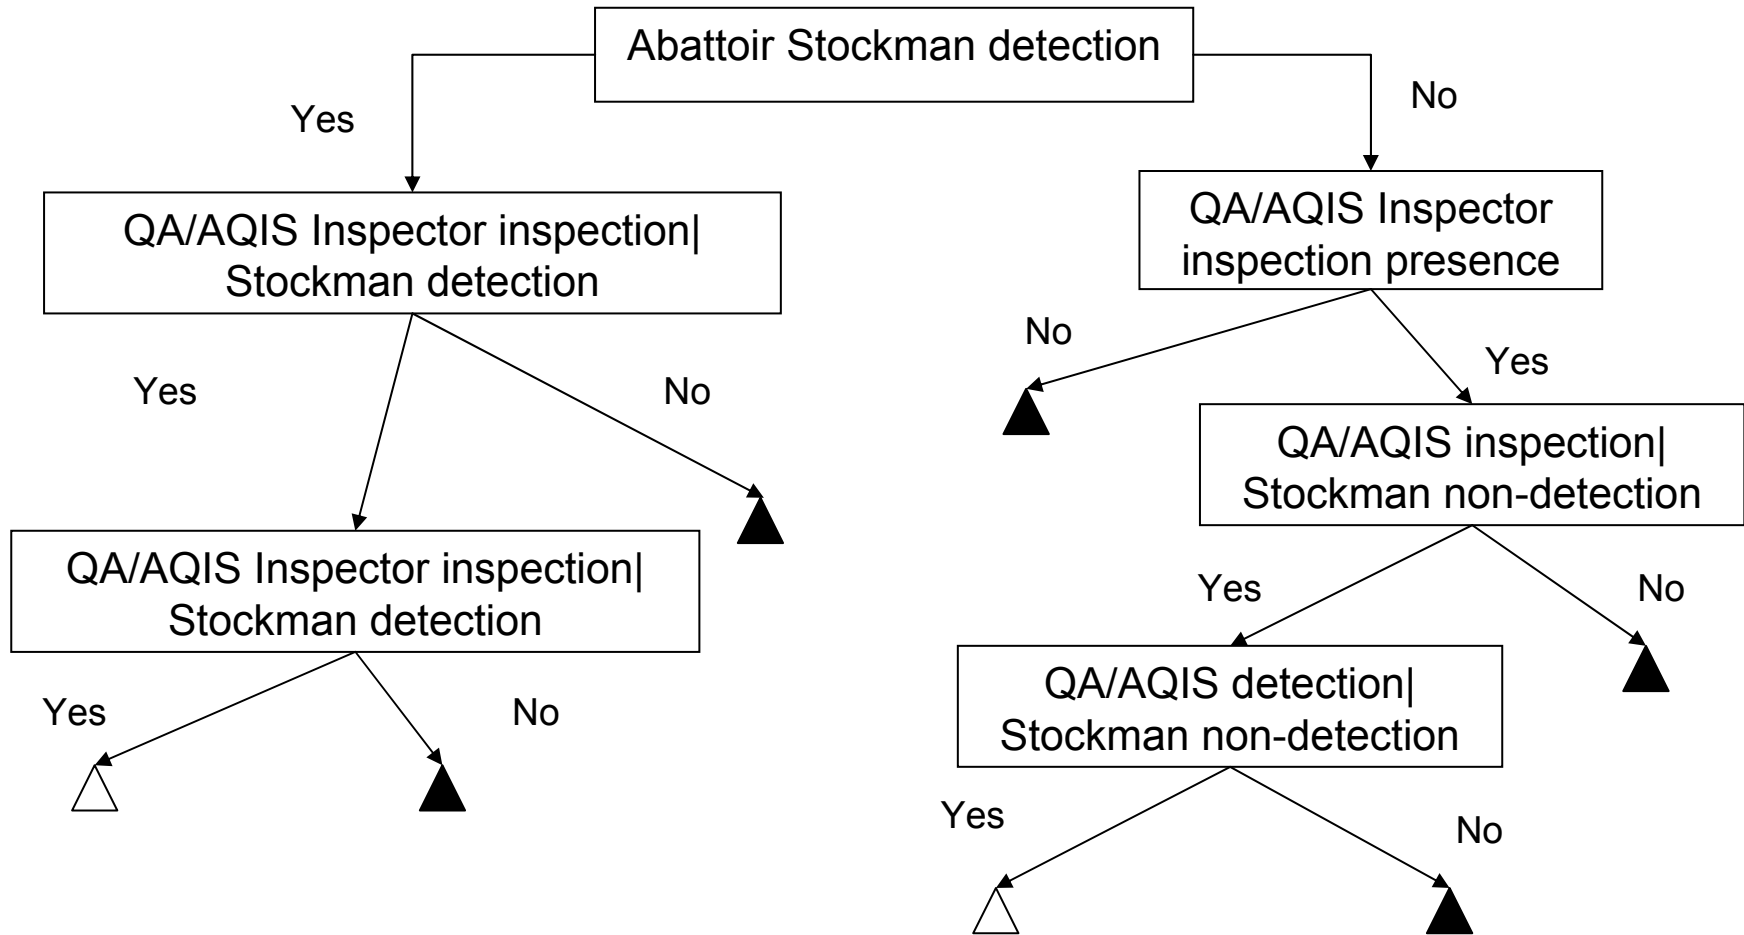 Abattoir Stockman detection
Yes
No
QA/AQIS Inspector inspection|
Stockman detection
QA/AQIS Inspector
inspection presence
No
Yes
Yes
No
QA/AQIS inspection|
Stockman non-detection
QA/AQIS Inspector inspection|
Stockman detection
Yes
No
Yes
No
QA/AQIS detection|
Stockman non-detection
Yes
No